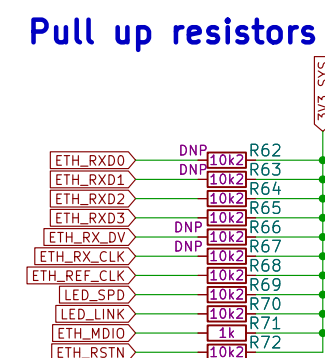 Pull up resistors
3V3_SYS
DNP R62
ETH_RXD0 10k2
DNP R63
ETH_RXD1 10k2
R64
ETH_RXD2 10k2
R65
ETH_RXD3 10k2
DNP R66
ETH_RX_DV 10k2
DNP R67
ETH_RX_CLK 10k2
R68
ETH_REF_CLK 10k2
R69
LED_SPD 10k2
R70
LED_LINK 10k2
R71
ETH_MDIO 1k
R72
ETH_RSTN 10k2